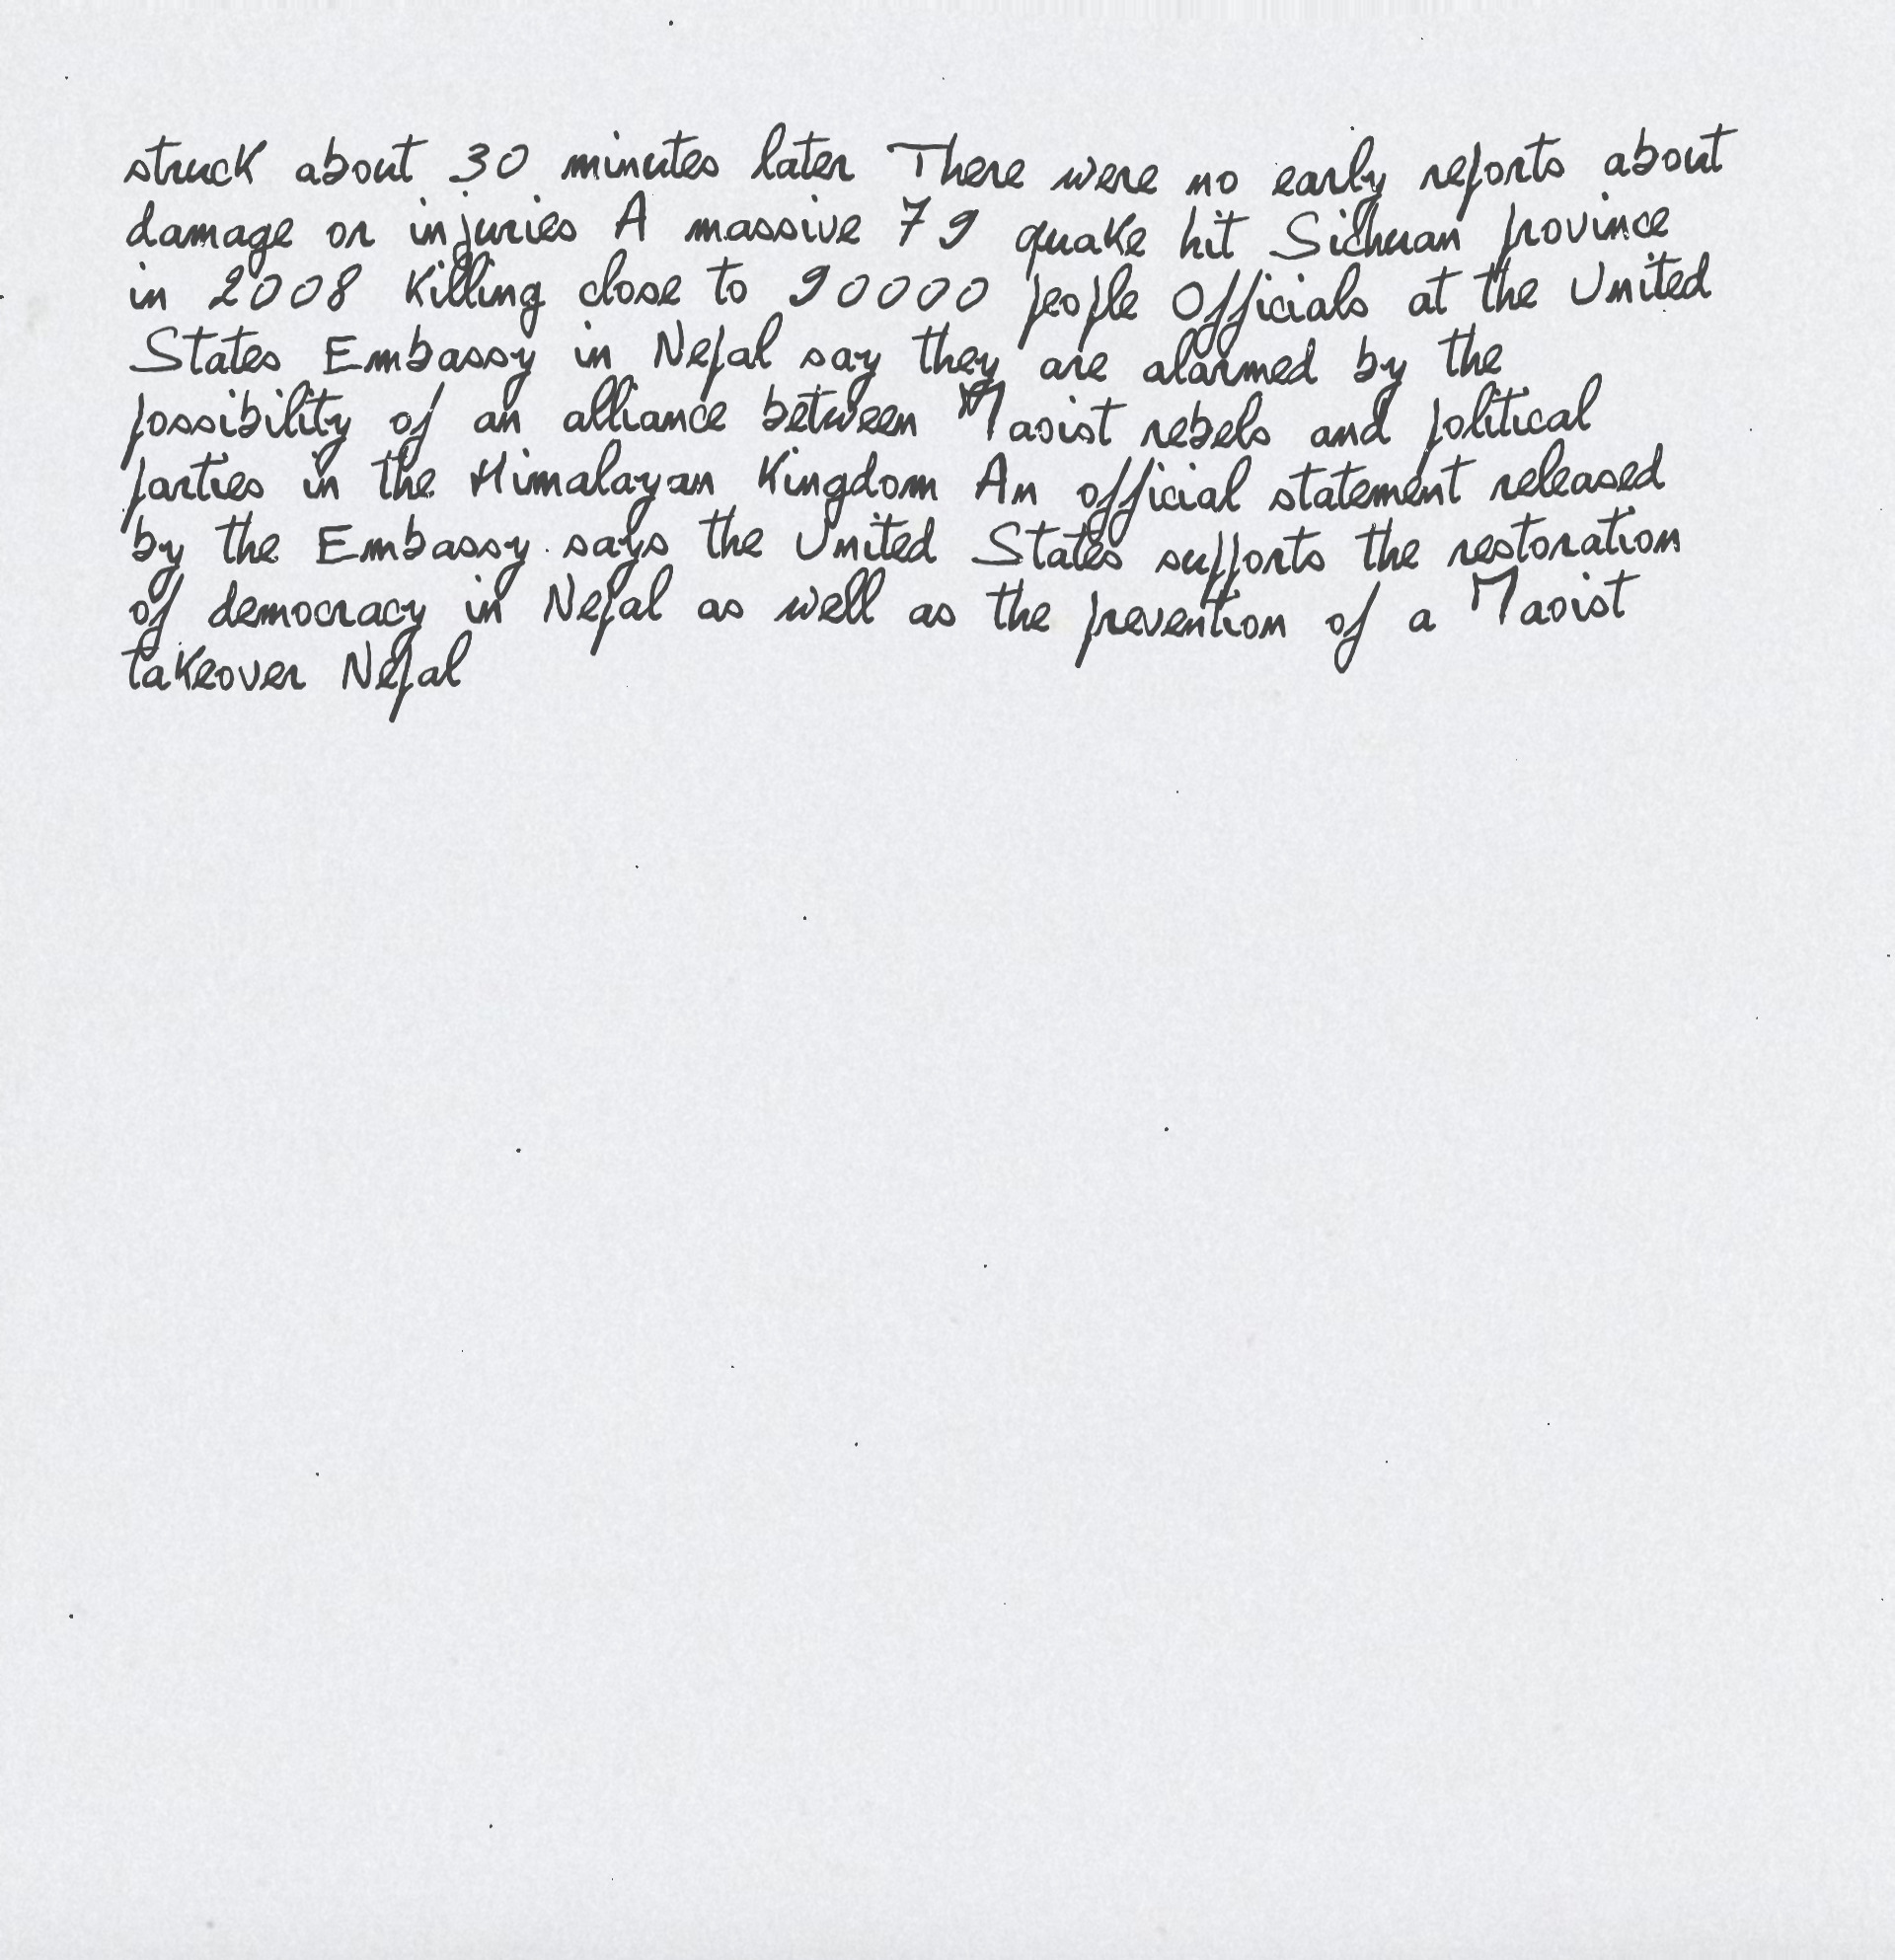 struck about 30 minutes later There were no early reports about
damage or injuries A massive 7 9 quake hit Sichuan province
in 2008 killing close to 90000 people Officials at the United
States Embassy in Nepal say they are alarmed by the
possibility of an alliance between Maoist rebels and political
parties in the Himalayan Kingdom An official statement released
by the Embassy says the United States supports the restoration
of democracy in Nepal as well as the prevention of a Maoist
takeover Nepal